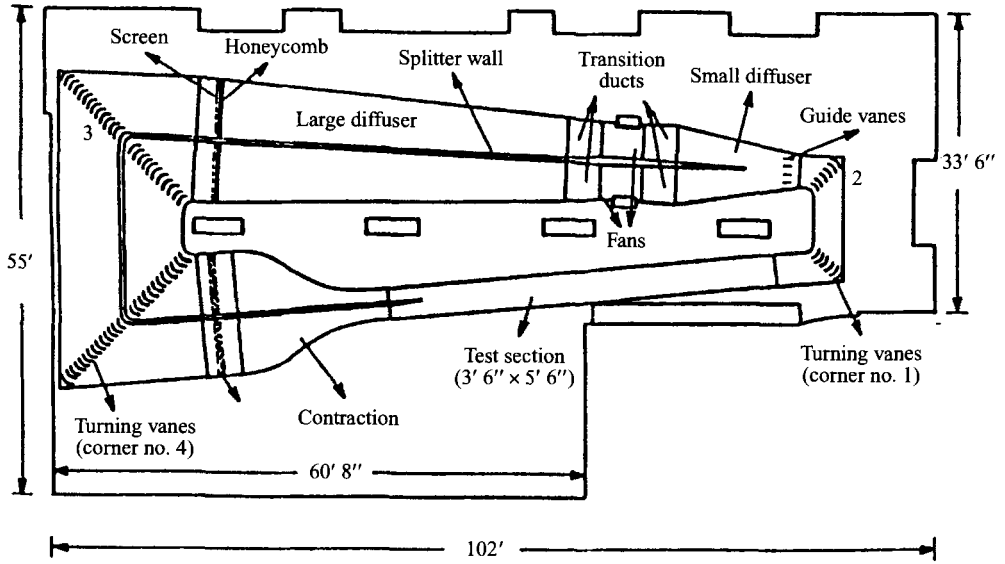 Screen
Honeycomb
Splitter wall
Transition
ducts
Small diffuser
Guide vanes
3
Large diffuser
2
33′ 6″
Fans
55′
Test section
(3′ 6″ × 5′ 6″)
Turning vanes
(corner no. 1)
Contraction
Turning vanes
(corner no. 4)
60′ 8″
102′